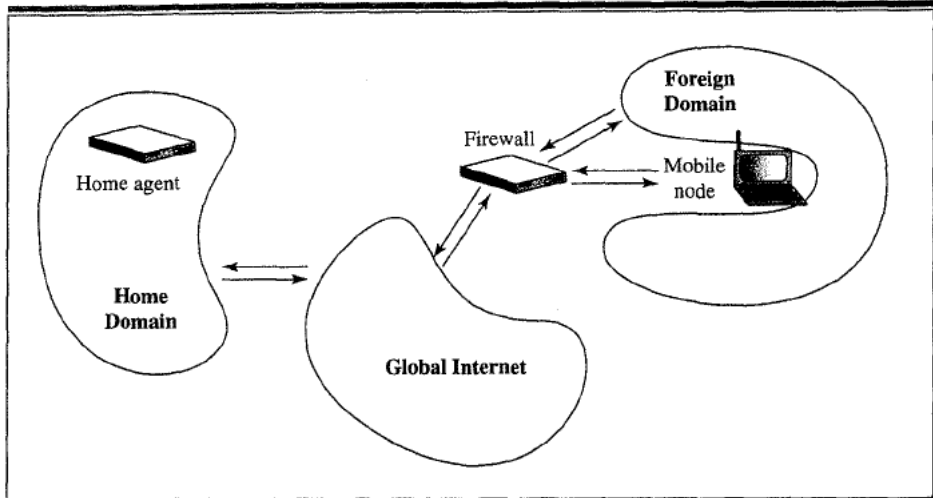 Home agent
Home
Domain
Global Internet
Firewall
Foreign
Domain
Mobile
node